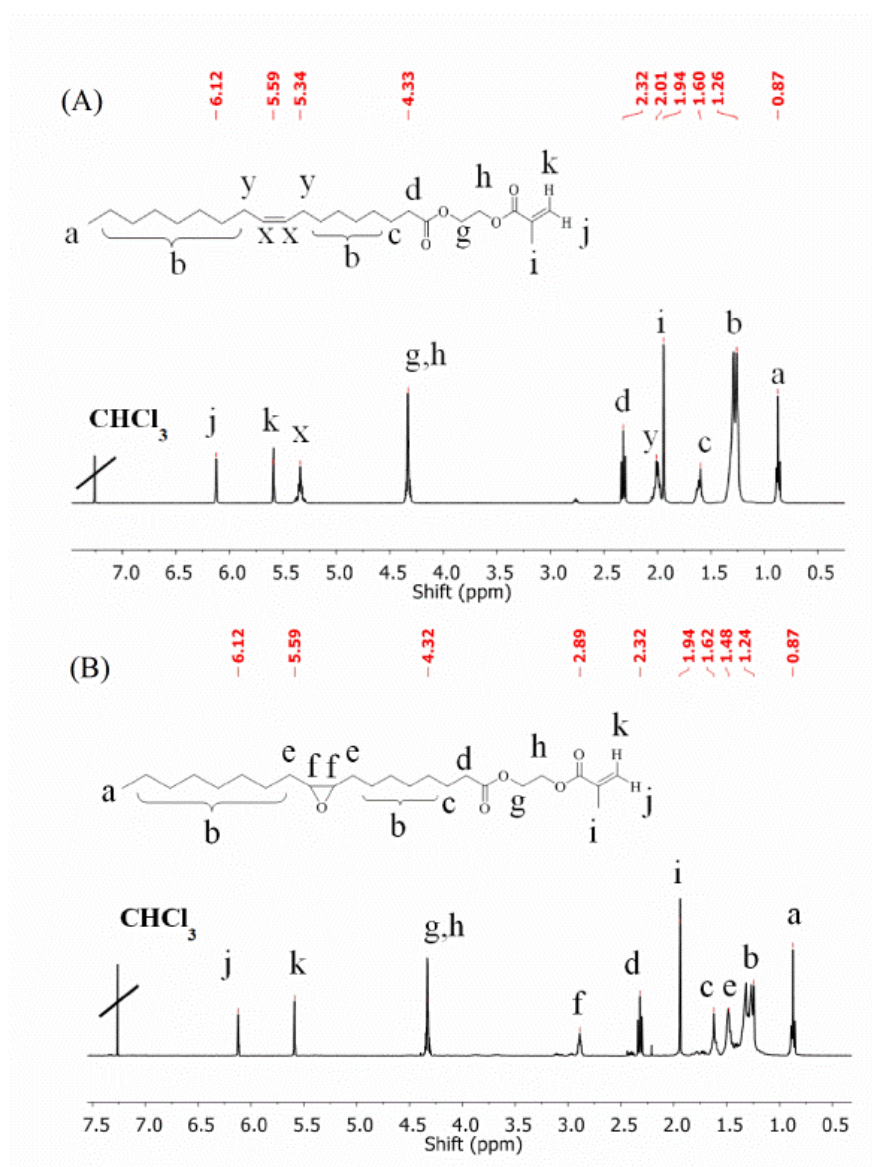 6.12 5.59 5.34 4.33 2.32 2.01 1.94 1.60 1.26 0.87
(A)
k
h
y y d
O H
O
O H
a x x c O g j
b b i
i b
g,h
a
d
CHCl3
j k x y c
7.0 6.5 6.0 5.5 5.0 4.5 4.0 3.5 3.0 2.5 2.0 1.5 1.0 0.5
Shift (ppm)
6.12 5.59 4.32 2.89 2.32 1.94 1.62 1.48 1.24 0.87
(B)
k
h
e f f e d
O H
O
O H
a O c O g j
b b i
i
CHCl3
g,h a
j k d b
f c e
7.5 7.0 6.5 6.0 5.5 5.0 4.5 4.0 3.5 3.0 2.5 2.0 1.5 1.0 0.5
Shift (ppm)